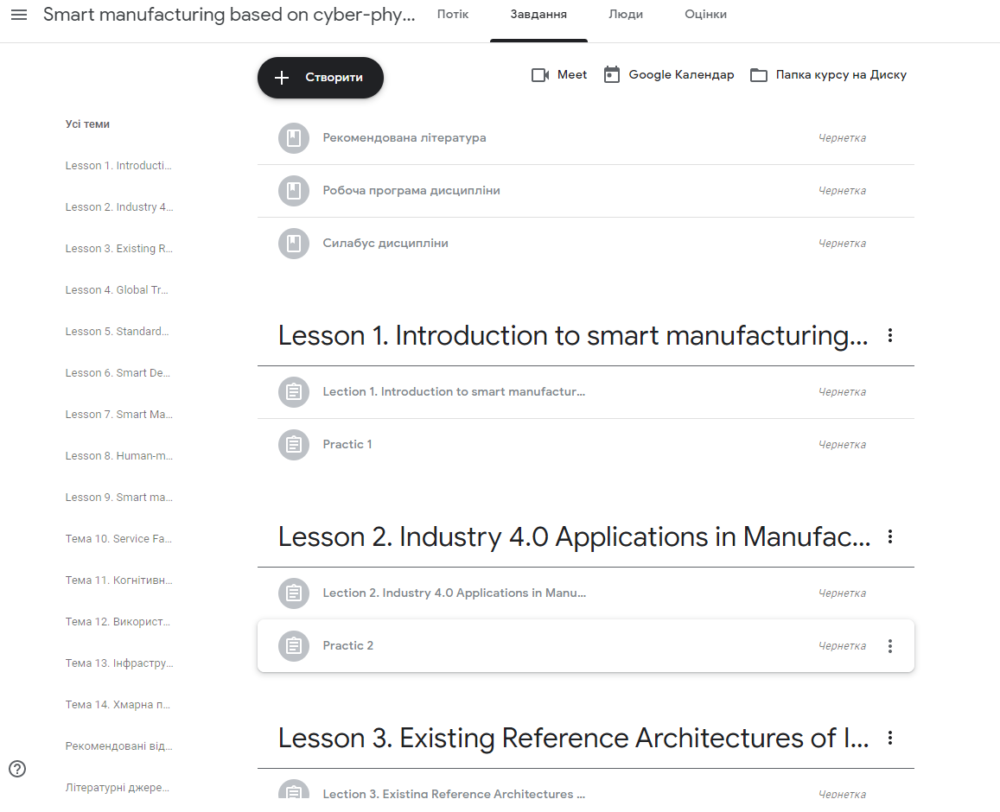 Smart manufacturing based on cyber-phy...
Потік
Завдання
Люди
Оцінки
Створити
Meet
Google Календар
Папка курсу на Диску
Усі теми
Lesson 1. Introducti...
Lesson 2. Industry 4...
Lesson 3. Existing R...
Lesson 4. Global Tr...
Lesson 5. Standard...
Lesson 6. Smart De...
Lesson 7. Smart Ma...
Lesson 8. Human-m...
Lesson 9. Smart ma...
Тема 10. Service Fa...
Тема 11. Когнітивн...
Тема 12. Використ...
Тема 13. Інфрастру...
Тема 14. Хмарна п...
Рекомендовані від...
Літературні джере...
Рекомендована література
Чернетка
Робоча програма дисципліни
Чернетка
Силабус дисципліни
Чернетка
Lesson 1. Introduction to smart manufacturing...
Lection 1. Introduction to smart manufactur...
Чернетка
Practic 1
Чернетка
Lesson 2. Industry 4.0 Applications in Manufac...
Lection 2. Industry 4.0 Applications in Manu...
Чернетка
Practic 2
Чернетка
Lesson 3. Existing Reference Architectures of I...
Lection 3. Existing Reference Architectures ...
Чернетка